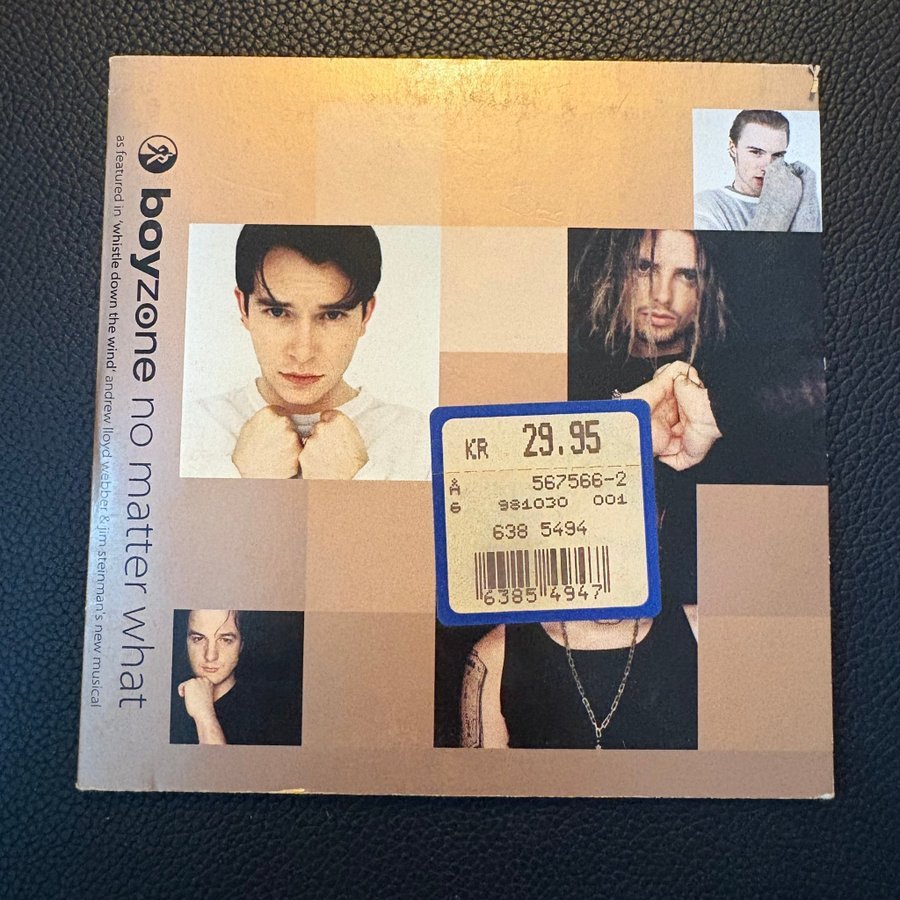 boyzone no matter what
as featured in 'whistle down the wind' andrew lloyd webber & jim steinman's new musical
KR 29.95
Å 567566-2
6 981030 001
638 5494
6385 4947